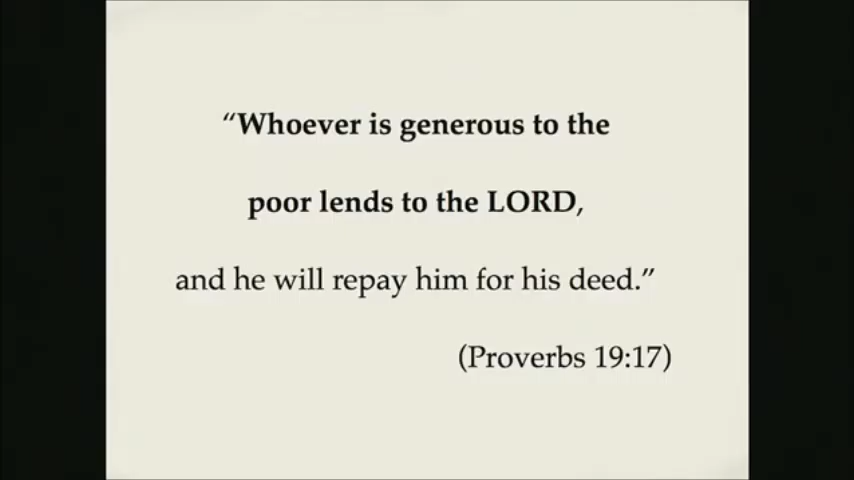 “Whoever is generous to the
poor lends to the LORD,
and he will repay him for his deed.”
(Proverbs 19:17)